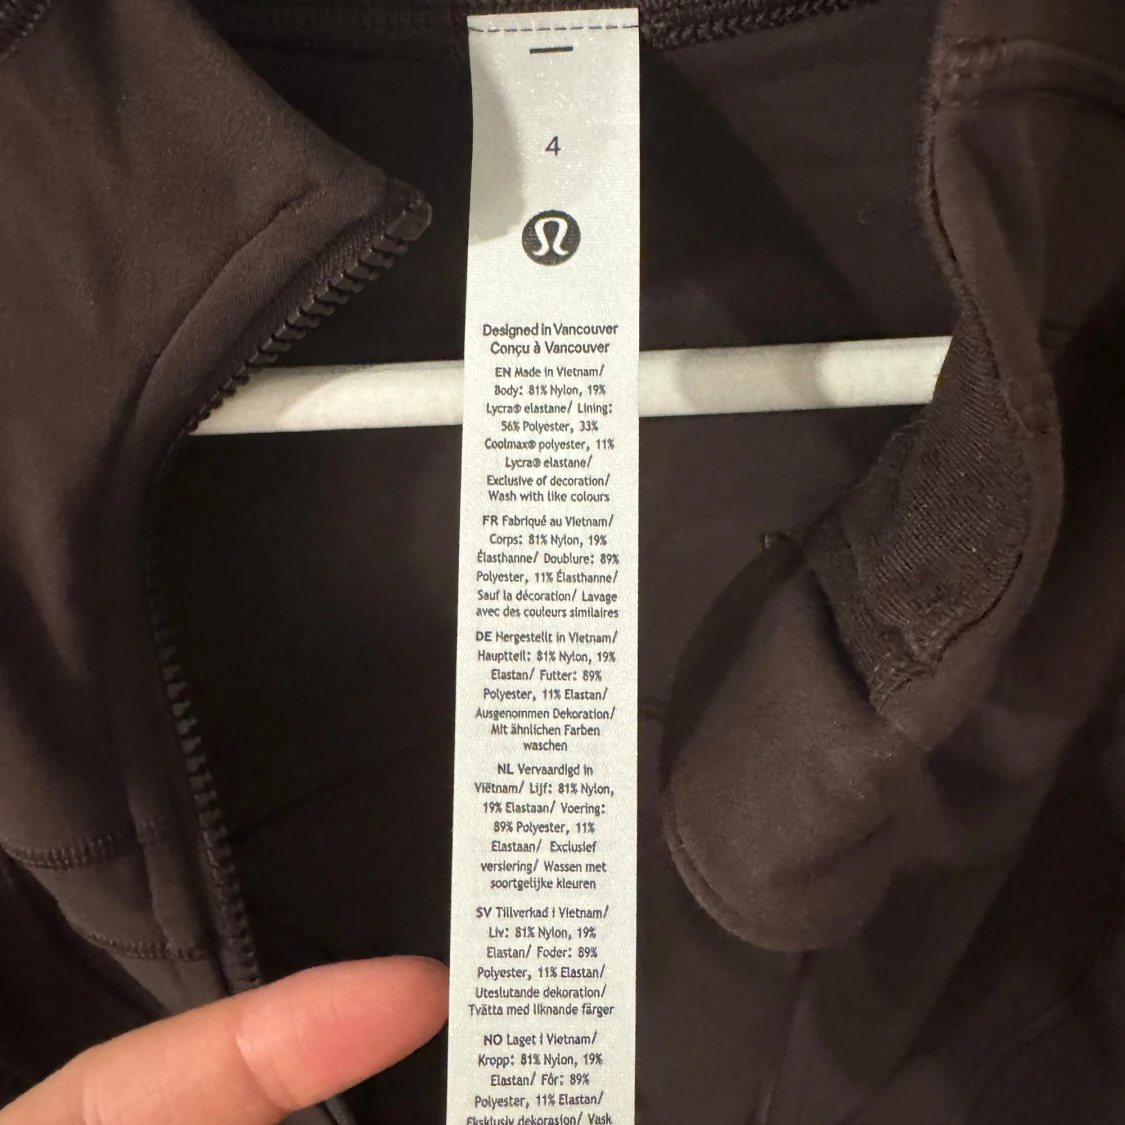 4
Designed in Vancouver
Conçu à Vancouver
EN Made in Vietnam/
Body: 81% Nylon, 19%
Lycra® elastane/ Lining:
56% Polyester, 33%
Coolmax® polyester, 11%
Lycra® elastane/
Exclusive of decoration/
Wash with like colours
FR Fabriqué au Vietnam/
Corps: 81% Nylon, 19%
Élasthanne/ Doublure: 89%
Polyester, 11% Élasthanne/
Sauf la décoration/ Lavage
avec des couleurs similaires
DE Hergestellt in Vietnam/
Hauptteil: 81% Nylon, 19%
Elastan/ Futter: 89%
Polyester, 11% Elastan/
Ausgenommen Dekoration/
Mit ähnlichen Farben
waschen
NL Vervaardigd in
Viëtnam/ Lijf: 81% Nylon,
19% Elastaan/ Voering:
89% Polyester, 11%
Elastaan/ Exclusief
versiering/ Wassen met
soortgelijke kleuren
SV Tillverkad i Vietnam/
Liv: 81% Nylon, 19%
Elastan/ Foder: 89%
Polyester, 11% Elastan/
Uteslutande dekoration/
Tvätta med liknande färger
NO Laget i Vietnam/
Kropp: 81% Nylon, 19%
Elastan/ Fôr: 89%
Polyester, 11% Elastan/
Eksklusiv dekorasjon/ Vask